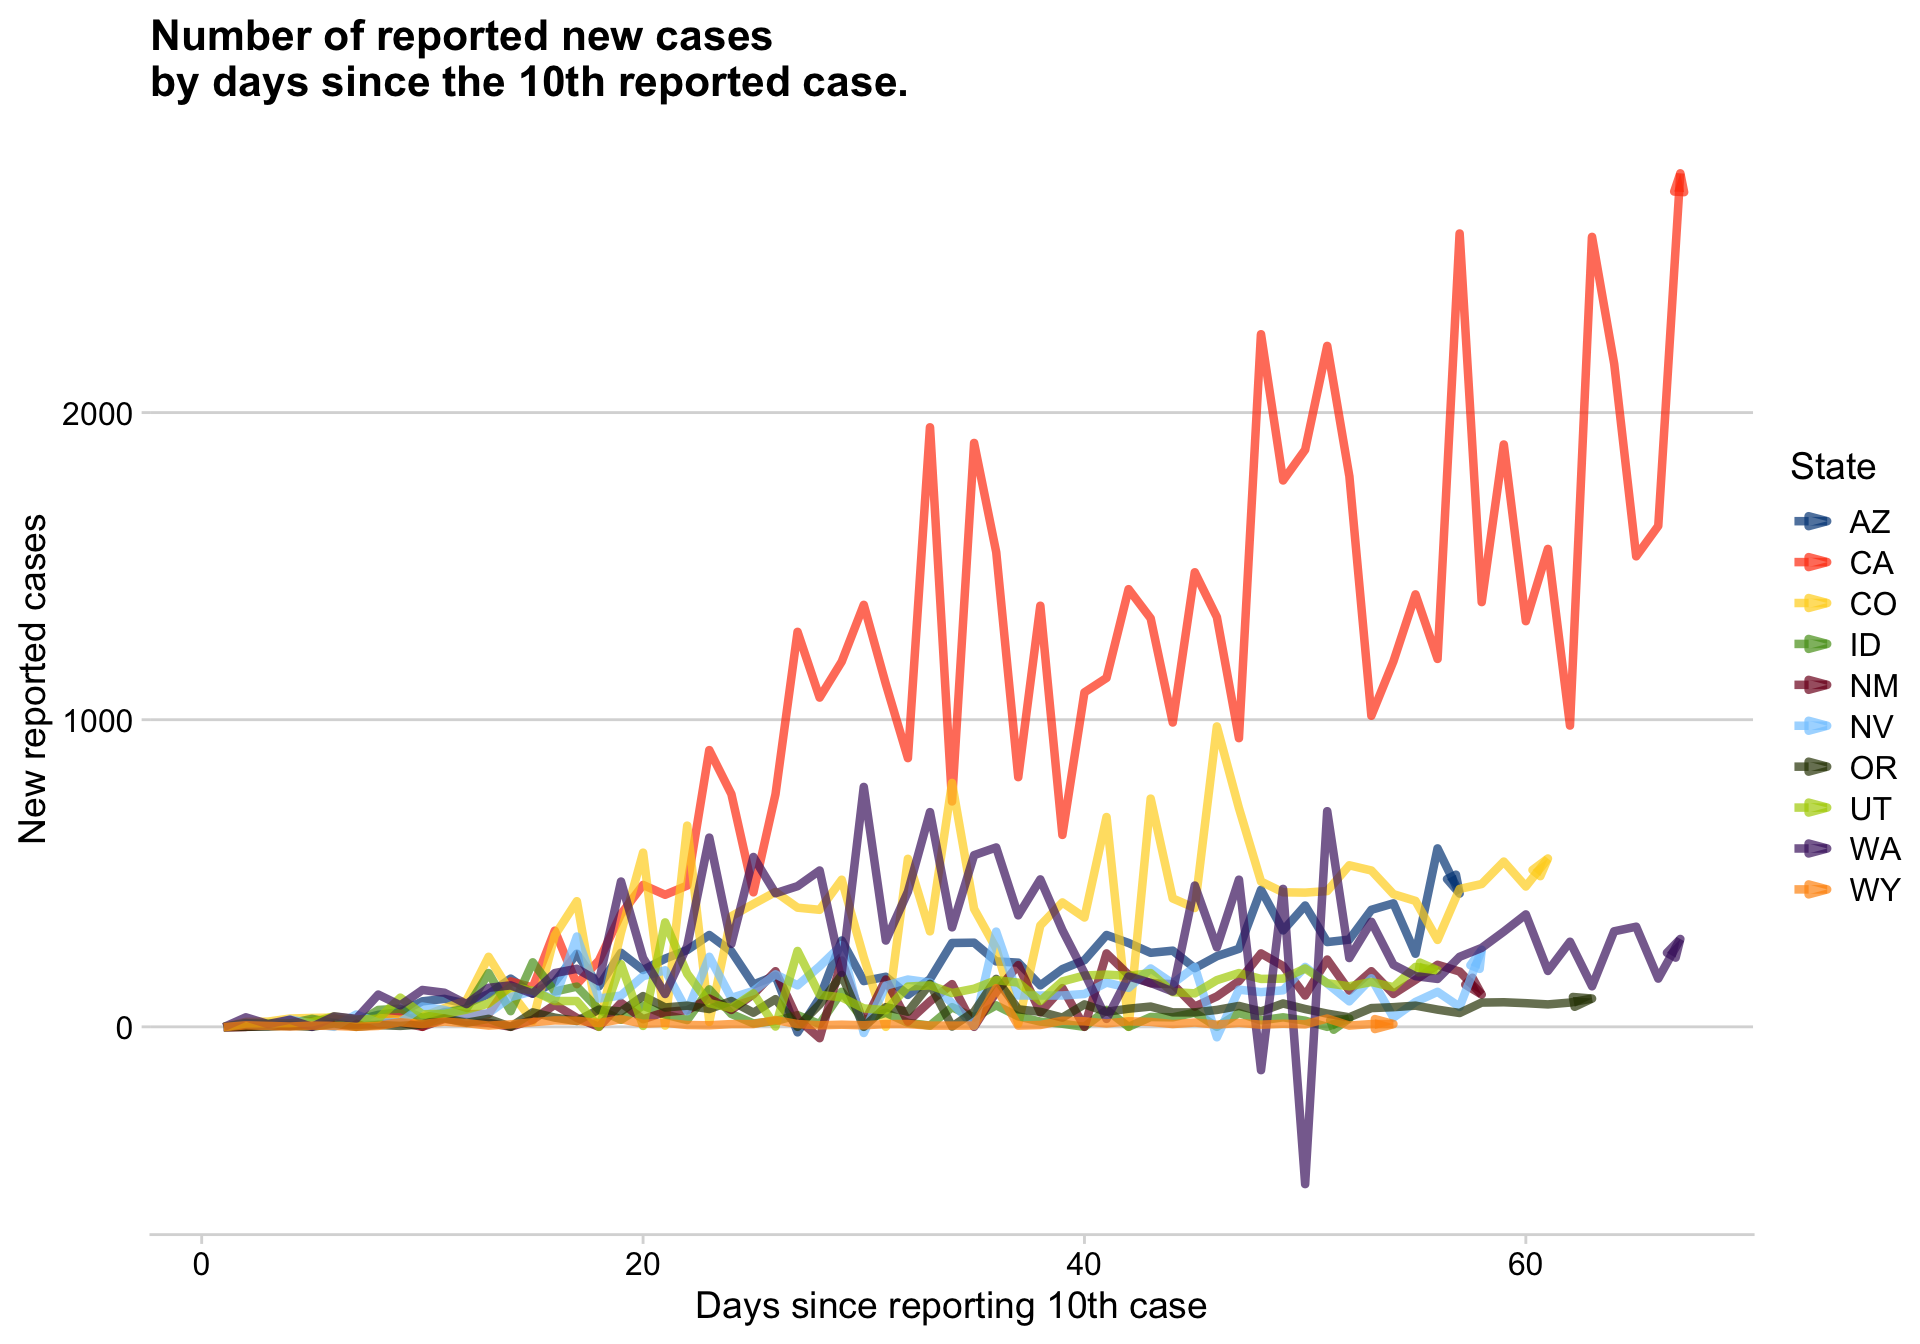 Number of reported new cases
by days since the 10th reported case.
New reported cases
2000
1000
0
0
20
40
60
Days since reporting 10th case
State
AZ
CA
CO
ID
NM
NV
OR
UT
WA
WY